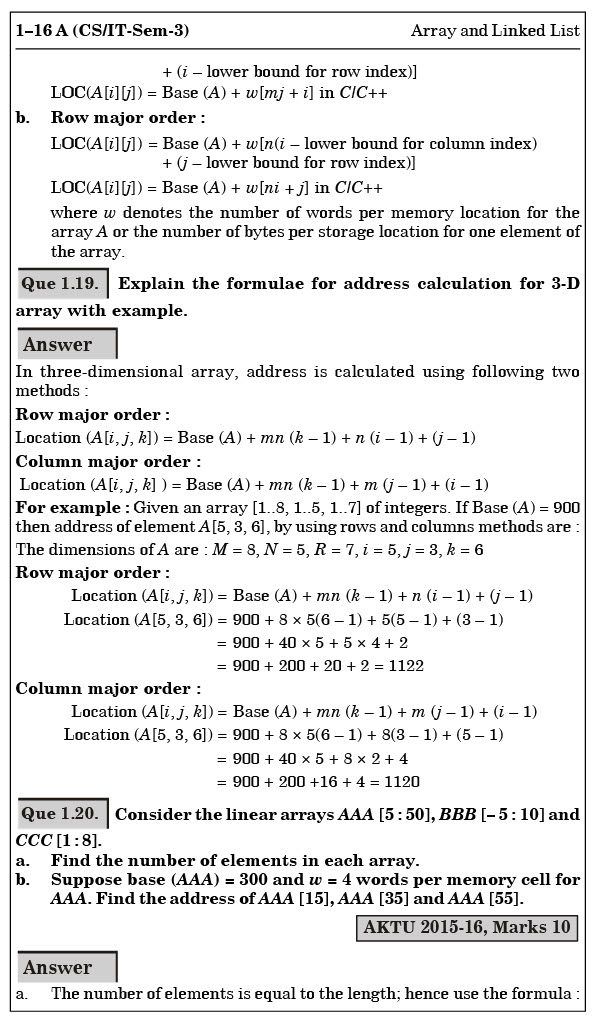 1–16 A (CS/IT-Sem-3) Array and Linked List
+ (i – lower bound for row index)]
LOC(A[i][j]) = Base (A) + w[mj + i] in C/C++
b. Row major order :
LOC(A[i][j]) = Base (A) + w[n(i – lower bound for column index)
+ (j – lower bound for row index)]
LOC(A[i][j]) = Base (A) + w[ni + j] in C/C++
where w denotes the number of words per memory location for the
array A or the number of bytes per storage location for one element of
the array.
Que 1.19. Explain the formulae for address calculation for 3-D
array with example.
Answer
In three-dimensional array, address is calculated using following two
methods :
Row major order :
Location (A[i, j, k]) = Base (A) + mn (k – 1) + n (i – 1) + (j – 1)
Column major order :
Location (A[i, j, k] ) = Base (A) + mn (k – 1) + m (j – 1) + (i – 1)
For example : Given an array [1..8, 1..5, 1..7] of integers. If Base (A) = 900
then address of element A[5, 3, 6], by using rows and columns methods are :
The dimensions of A are : M = 8, N = 5, R = 7, i = 5, j = 3, k = 6
Row major order :
Location (A[i, j, k]) = Base (A) + mn (k – 1) + n (i – 1) + (j – 1)
Location (A[5, 3, 6]) = 900 + 8 × 5(6 – 1) + 5(5 – 1) + (3 – 1)
= 900 + 40 × 5 + 5 × 4 + 2
= 900 + 200 + 20 + 2 = 1122
Column major order :
Location (A[i, j, k]) = Base (A) + mn (k – 1) + m (j – 1) + (i – 1)
Location (A[5, 3, 6]) = 900 + 8 × 5(6 – 1) + 8(3 – 1) + (5 – 1)
= 900 + 40 × 5 + 8 × 2 + 4
= 900 + 200 +16 + 4 = 1120
Que 1.20. Consider the linear arrays AAA [5 : 50], BBB [– 5 : 10] and
CCC [1 : 8].
a. Find the number of elements in each array.
b. Suppose base (AAA) = 300 and w = 4 words per memory cell for
AAA. Find the address of AAA [15], AAA [35] and AAA [55].
AKTU 2015-16, Marks 10
Answer
a. The number of elements is equal to the length; hence use the formula :